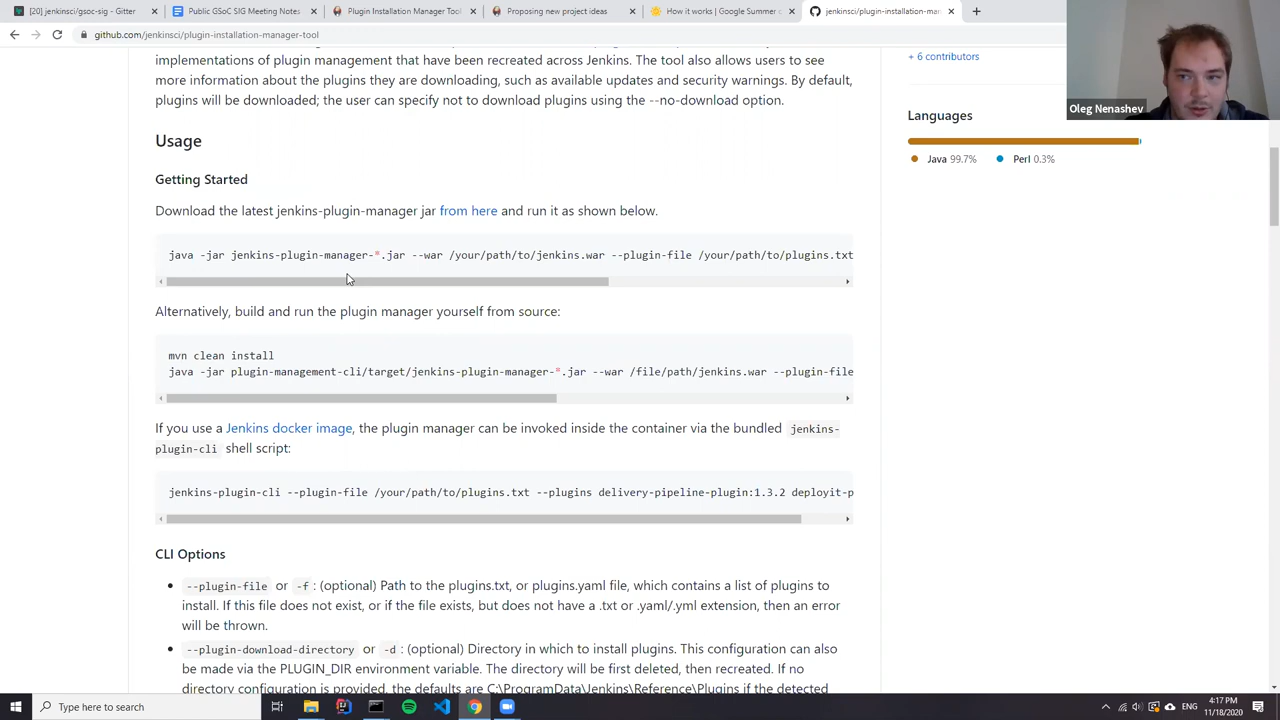 [20] jenkinsci/gsoc-sig - Gitter
Public GSoC SIG Meeting Notes
Plugin Installation Manager Tool
Proposing new project ideas
How it works | Google Summer o
jenkinsci/plugin-installation-man
github.com/jenkinsci/plugin-installation-manager-tool
implementations of plugin management that have been recreated across Jenkins. The tool also allows users to see
more information about the plugins they are downloading, such as available updates and security warnings. By default,
plugins will be downloaded; the user can specify not to download plugins using the --no-download option.
+ 6 contributors
Oleg Nenashev
Languages
Java 99.7%
Perl 0.3%
Usage
Getting Started
Download the latest jenkins-plugin-manager jar from here and run it as shown below.
java -jar jenkins-plugin-manager-*.jar --war /your/path/to/jenkins.war --plugin-file /your/path/to/plugins.txt
Alternatively, build and run the plugin manager yourself from source:
mvn clean install
java -jar plugin-management-cli/target/jenkins-plugin-manager-*.jar --war /file/path/jenkins.war --plugin-file
If you use a Jenkins docker image, the plugin manager can be invoked inside the container via the bundled jenkins-
plugin-cli shell script:
jenkins-plugin-cli --plugin-file /your/path/to/plugins.txt --plugins delivery-pipeline-plugin:1.3.2 deployit-p
CLI Options
--plugin-file or -f : (optional) Path to the plugins.txt, or plugins.yaml file, which contains a list of plugins to
install. If this file does not exist, or if the file exists, but does not have a .txt or .yaml/.yml extension, then an error
will be thrown.
--plugin-download-directory or -d : (optional) Directory in which to install plugins. This configuration can also
be made via the PLUGIN_DIR environment variable. The directory will be first deleted, then recreated. If no
directory configuration is provided, the defaults are C:\ProgramData\Jenkins\Reference\Plugins if the detected
Type here to search
ENG
4:17 PM
11/18/2020